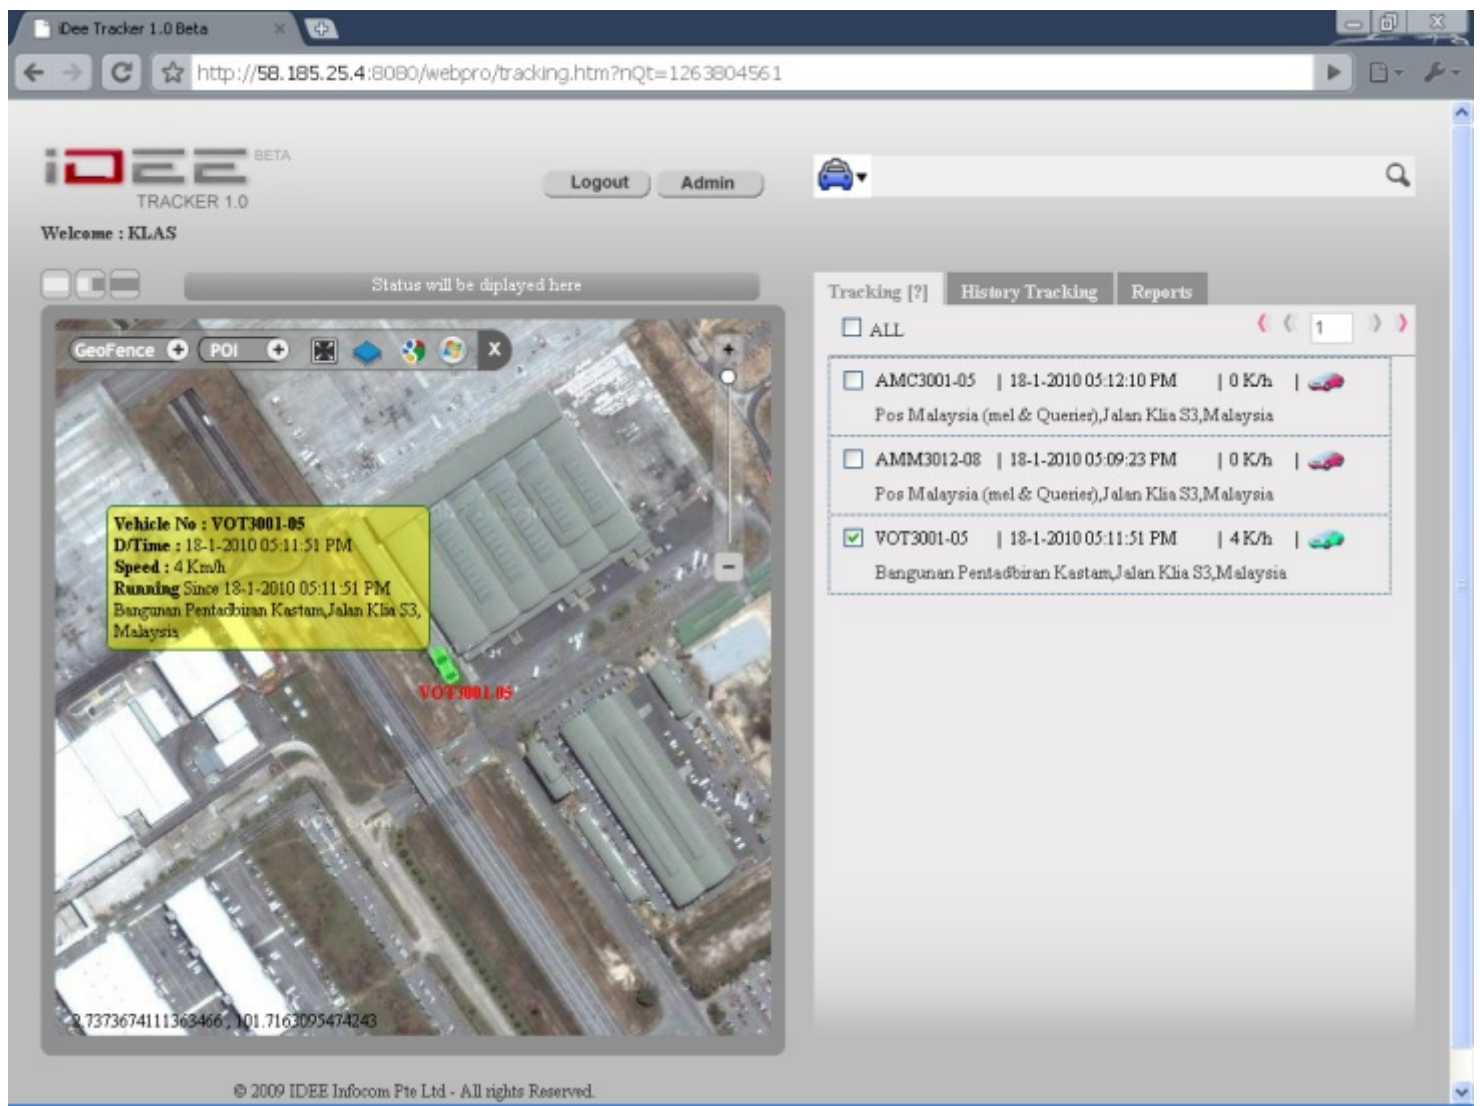 iDee Tracker 1.0 Beta
http://58.185.25.4:8080/webpro/tracking.htm?nQt=1263804561
iDEE BETA
TRACKER 1.0
Logout Admin
Welcome : KLAS
Status will be diplayed here
Tracking [?] History Tracking Reports
ALL
1
GeoFence + POI + X
AMC3001-05 | 18-1-2010 05:12:10 PM | 0 K/h |
Pos Malaysia (mel & Querier),Jalan Klia S3,Malaysia
AMM3012-08 | 18-1-2010 05:09:23 PM | 0 K/h |
Pos Malaysia (mel & Querier),Jalan Klia S3,Malaysia
VOT3001-05 | 18-1-2010 05:11:51 PM | 4 K/h |
Bangunan Pentadbiran Kastam,Jalan Klia S3,Malaysia
Vehicle No : VOT3001-05
D/Time : 18-1-2010 05:11:51 PM
Speed : 4 Km/h
Running Since 18-1-2010 05:11:51 PM
Bangunan Pentadbiran Kastam,Jalan Klia S3,
Malaysia
VOT3001-05
2.7373674111363466 , 101.7163095474243
© 2009 IDEE Infocom Pte Ltd - All rights Reserved.